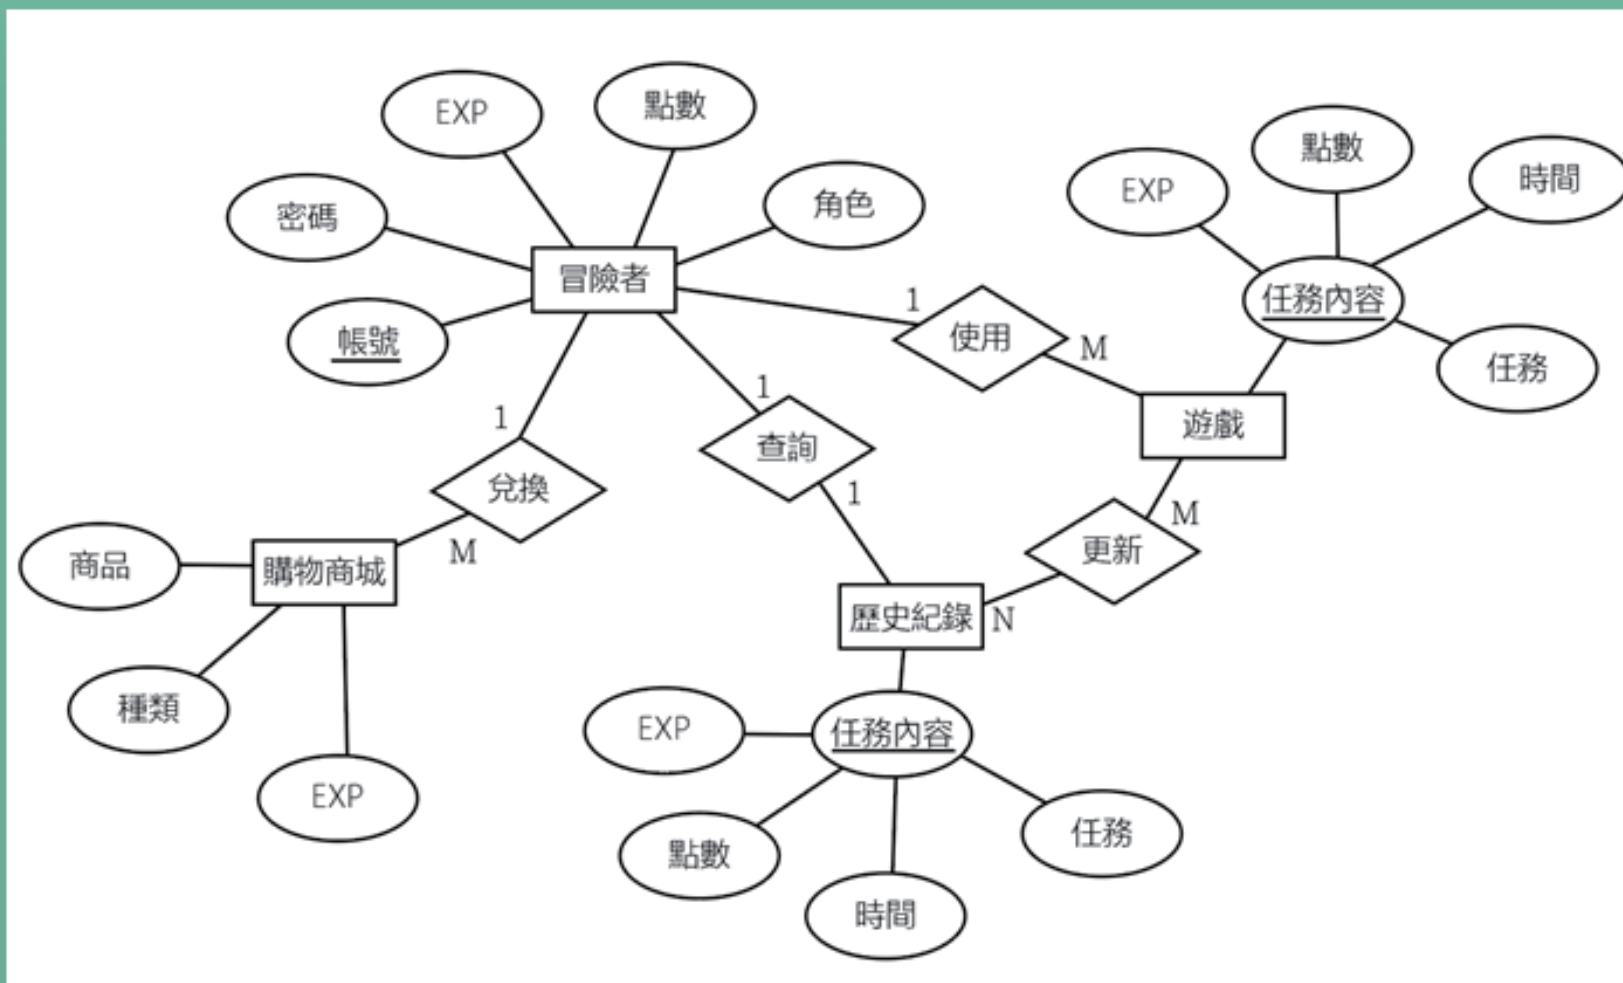 EXP
點數
密碼
角色
冒險者
帳號
1
使用
M
EXP
點數
時間
任務內容
任務
遊戲
1
兌換
M
1
查詢
1
M
更新
N
商品
購物商城
種類
EXP
歷史紀錄
EXP
任務內容
點數
時間
任務